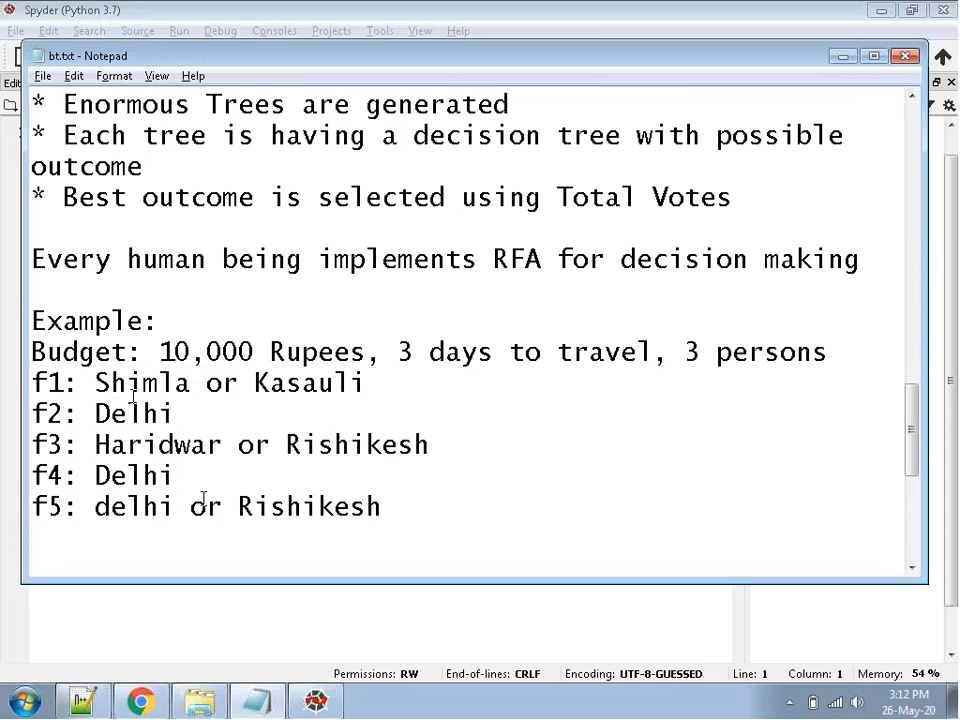 Spyder (Python 3.7)
File Edit Search Source Run Debug Consoles Projects Tools View Help
bt.txt - Notepad
File Edit Format View Help
Edi
* Enormous Trees are generated
* Each tree is having a decision tree with possible
outcome
* Best outcome is selected using Total Votes
Every human being implements RFA for decision making
Example:
Budget: 10,000 Rupees, 3 days to travel, 3 persons
f1: Shimla or Kasauli
f2: Delhi
f3: Haridwar or Rishikesh
f4: Delhi
f5: delhi or Rishikesh
Permissions: RW End-of-lines: CRLF Encoding: UTF-8-GUESSED Line: 1 Column: 1 Memory: 54 %
3:12 PM
26-May-20